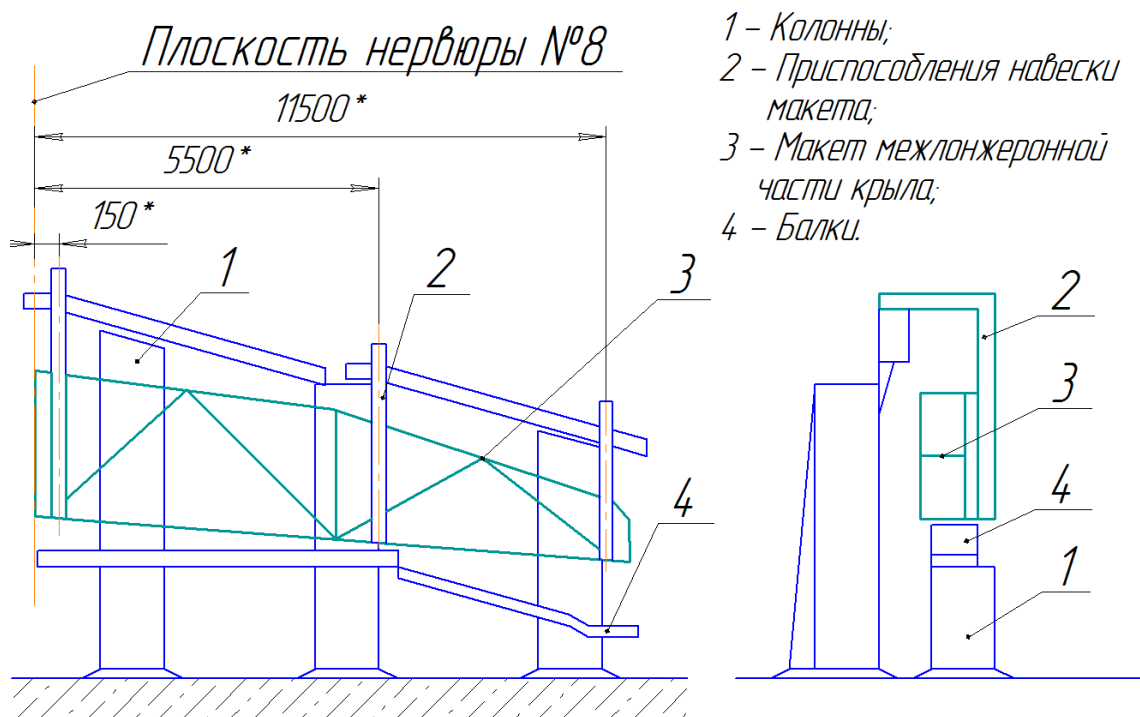 Плоскость нервюры №8
11500*
5500*
150*
1
2
3
4
1 – Колонны;
2 – Приспособления навески
макета;
3 – Макет межлонжеронной
части крыла;
4 – Балки.
2
3
4
1